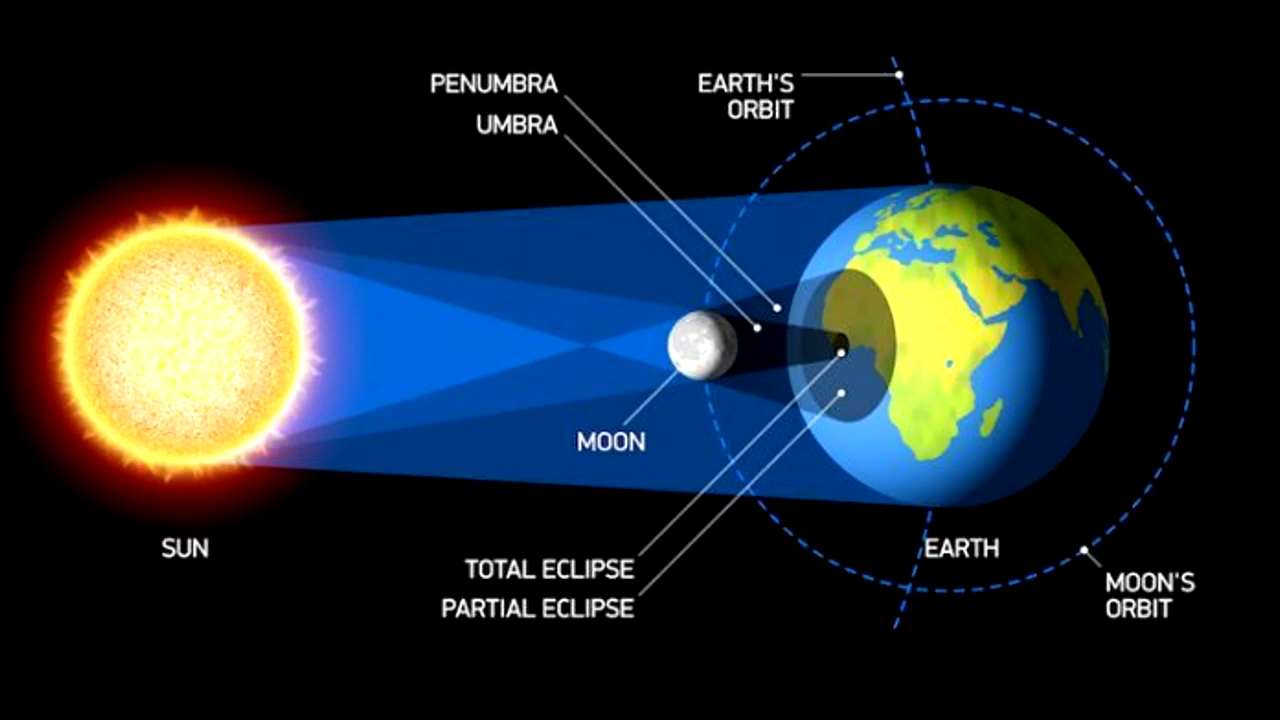 PENUMBRA
UMBRA
EARTH'S
ORBIT
MOON
SUN
EARTH
TOTAL ECLIPSE
PARTIAL ECLIPSE
MOON'S
ORBIT